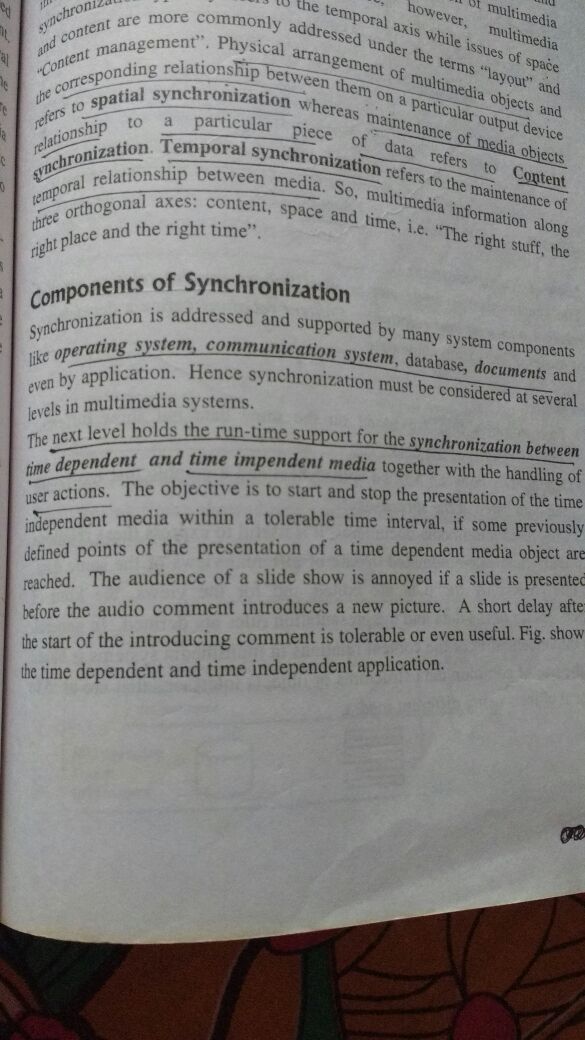 of multimedia
synchroniza to the temporal axis while issues of space
however, multimedia
and content are more commonly addressed under the terms “layout” and
“Content management”. Physical arrangement of multimedia objects and
the corresponding relationship between them on a particular output device
refers to spatial synchronization whereas maintenance of media objects
relationship to a particular piece of data refers to Content
synchronization. Temporal synchronization refers to the maintenance of
temporal relationship between media. So, multimedia information along
three orthogonal axes: content, space and time, i.e. “The right stuff, the
right place and the right time”.
Components of Synchronization
Synchronization is addressed and supported by many system components
like operating system, communication system, database, documents and
even by application. Hence synchronization must be considered at several
levels in multimedia systems.
The next level holds the run-time support for the synchronization between
time dependent and time impendent media together with the handling of
user actions. The objective is to start and stop the presentation of the time
independent media within a tolerable time interval, if some previously
defined points of the presentation of a time dependent media object are
reached. The audience of a slide show is annoyed if a slide is presented
before the audio comment introduces a new picture. A short delay afte
the start of the introducing comment is tolerable or even useful. Fig. show
the time dependent and time independent application.